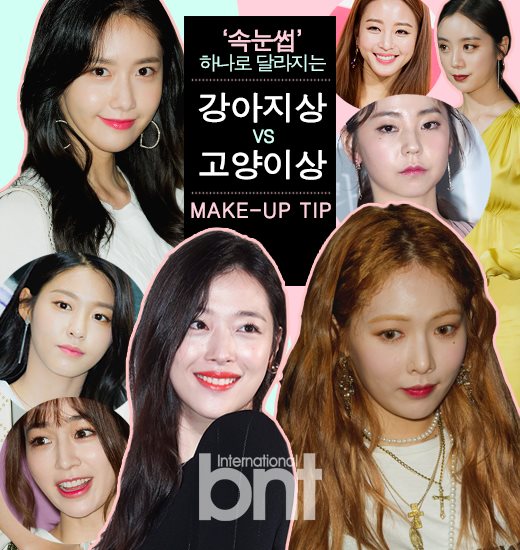 '속눈썹'
하나로 달라지는
강아지상
VS
고양이상
MAKE-UP TIP
International
bnt